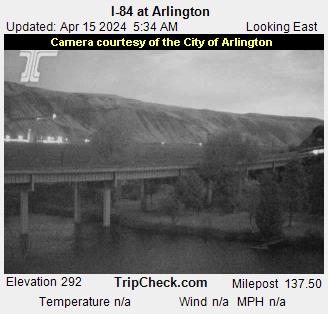 I-84 at Arlington
Updated: Apr 15 2024 5:34 AM Looking East
Camera courtesy of the City of Arlington
Elevation 292 TripCheck.com Milepost 137.50
Temperature n/a Wind n/a MPH n/a